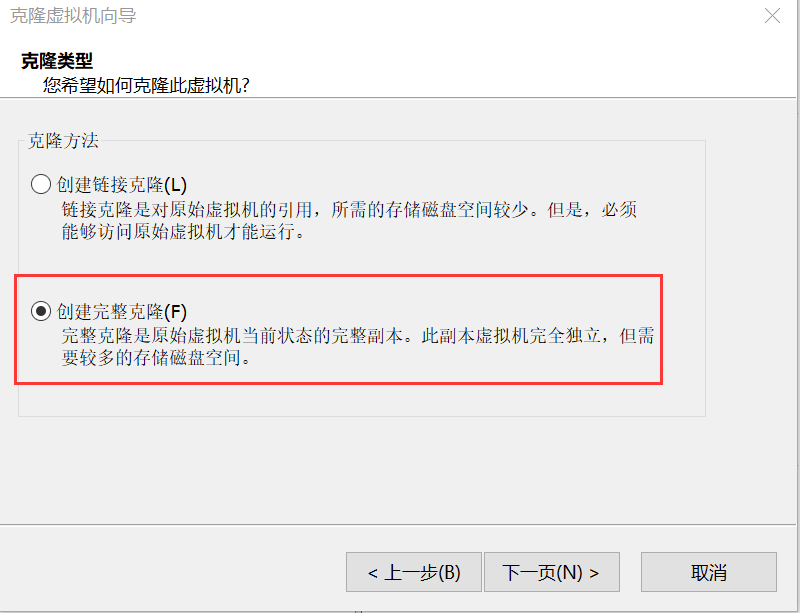 克隆虚拟机向导
克隆类型
您希望如何克隆此虚拟机?
克隆方法
创建链接克隆(L)
链接克隆是对原始虚拟机的引用，所需的存储磁盘空间较少。但是，必须
能够访问原始虚拟机才能运行。
创建完整克隆(F)
完整克隆是原始虚拟机当前状态的完整副本。此副本虚拟机完全独立，但需
要较多的存储磁盘空间。
< 上一步(B) 下一页(N) > 取消